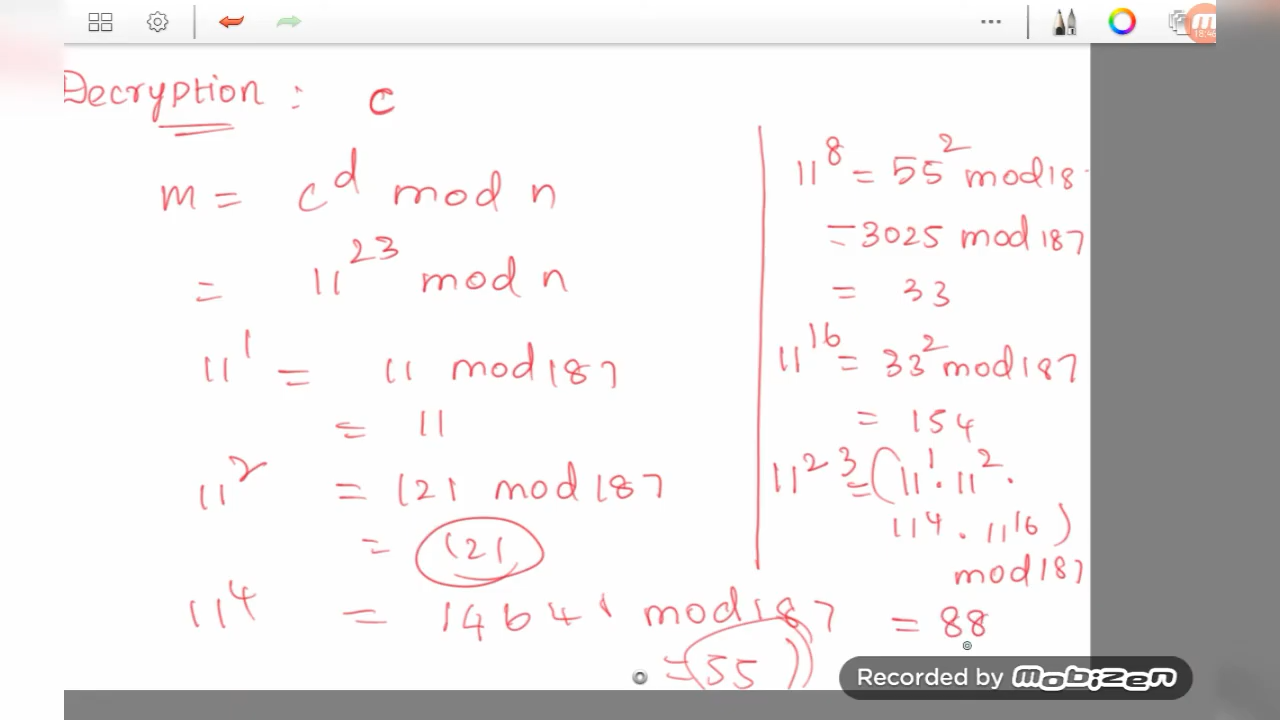 18:46
Decryption : C
m = c^d mod n
= 11^23 mod n
11^1 = 11 mod 187
= 11
11^2 = 121 mod 187
= 121
11^4 = 14641 mod 187
= 55
11^8 = 55^2 mod 18
= 3025 mod 187
= 33
11^16 = 33^2 mod 187
= 154
11^23 = (11^1 . 11^2 .
11^4 . 11^16)
mod 187
= 88
Recorded by mobizen